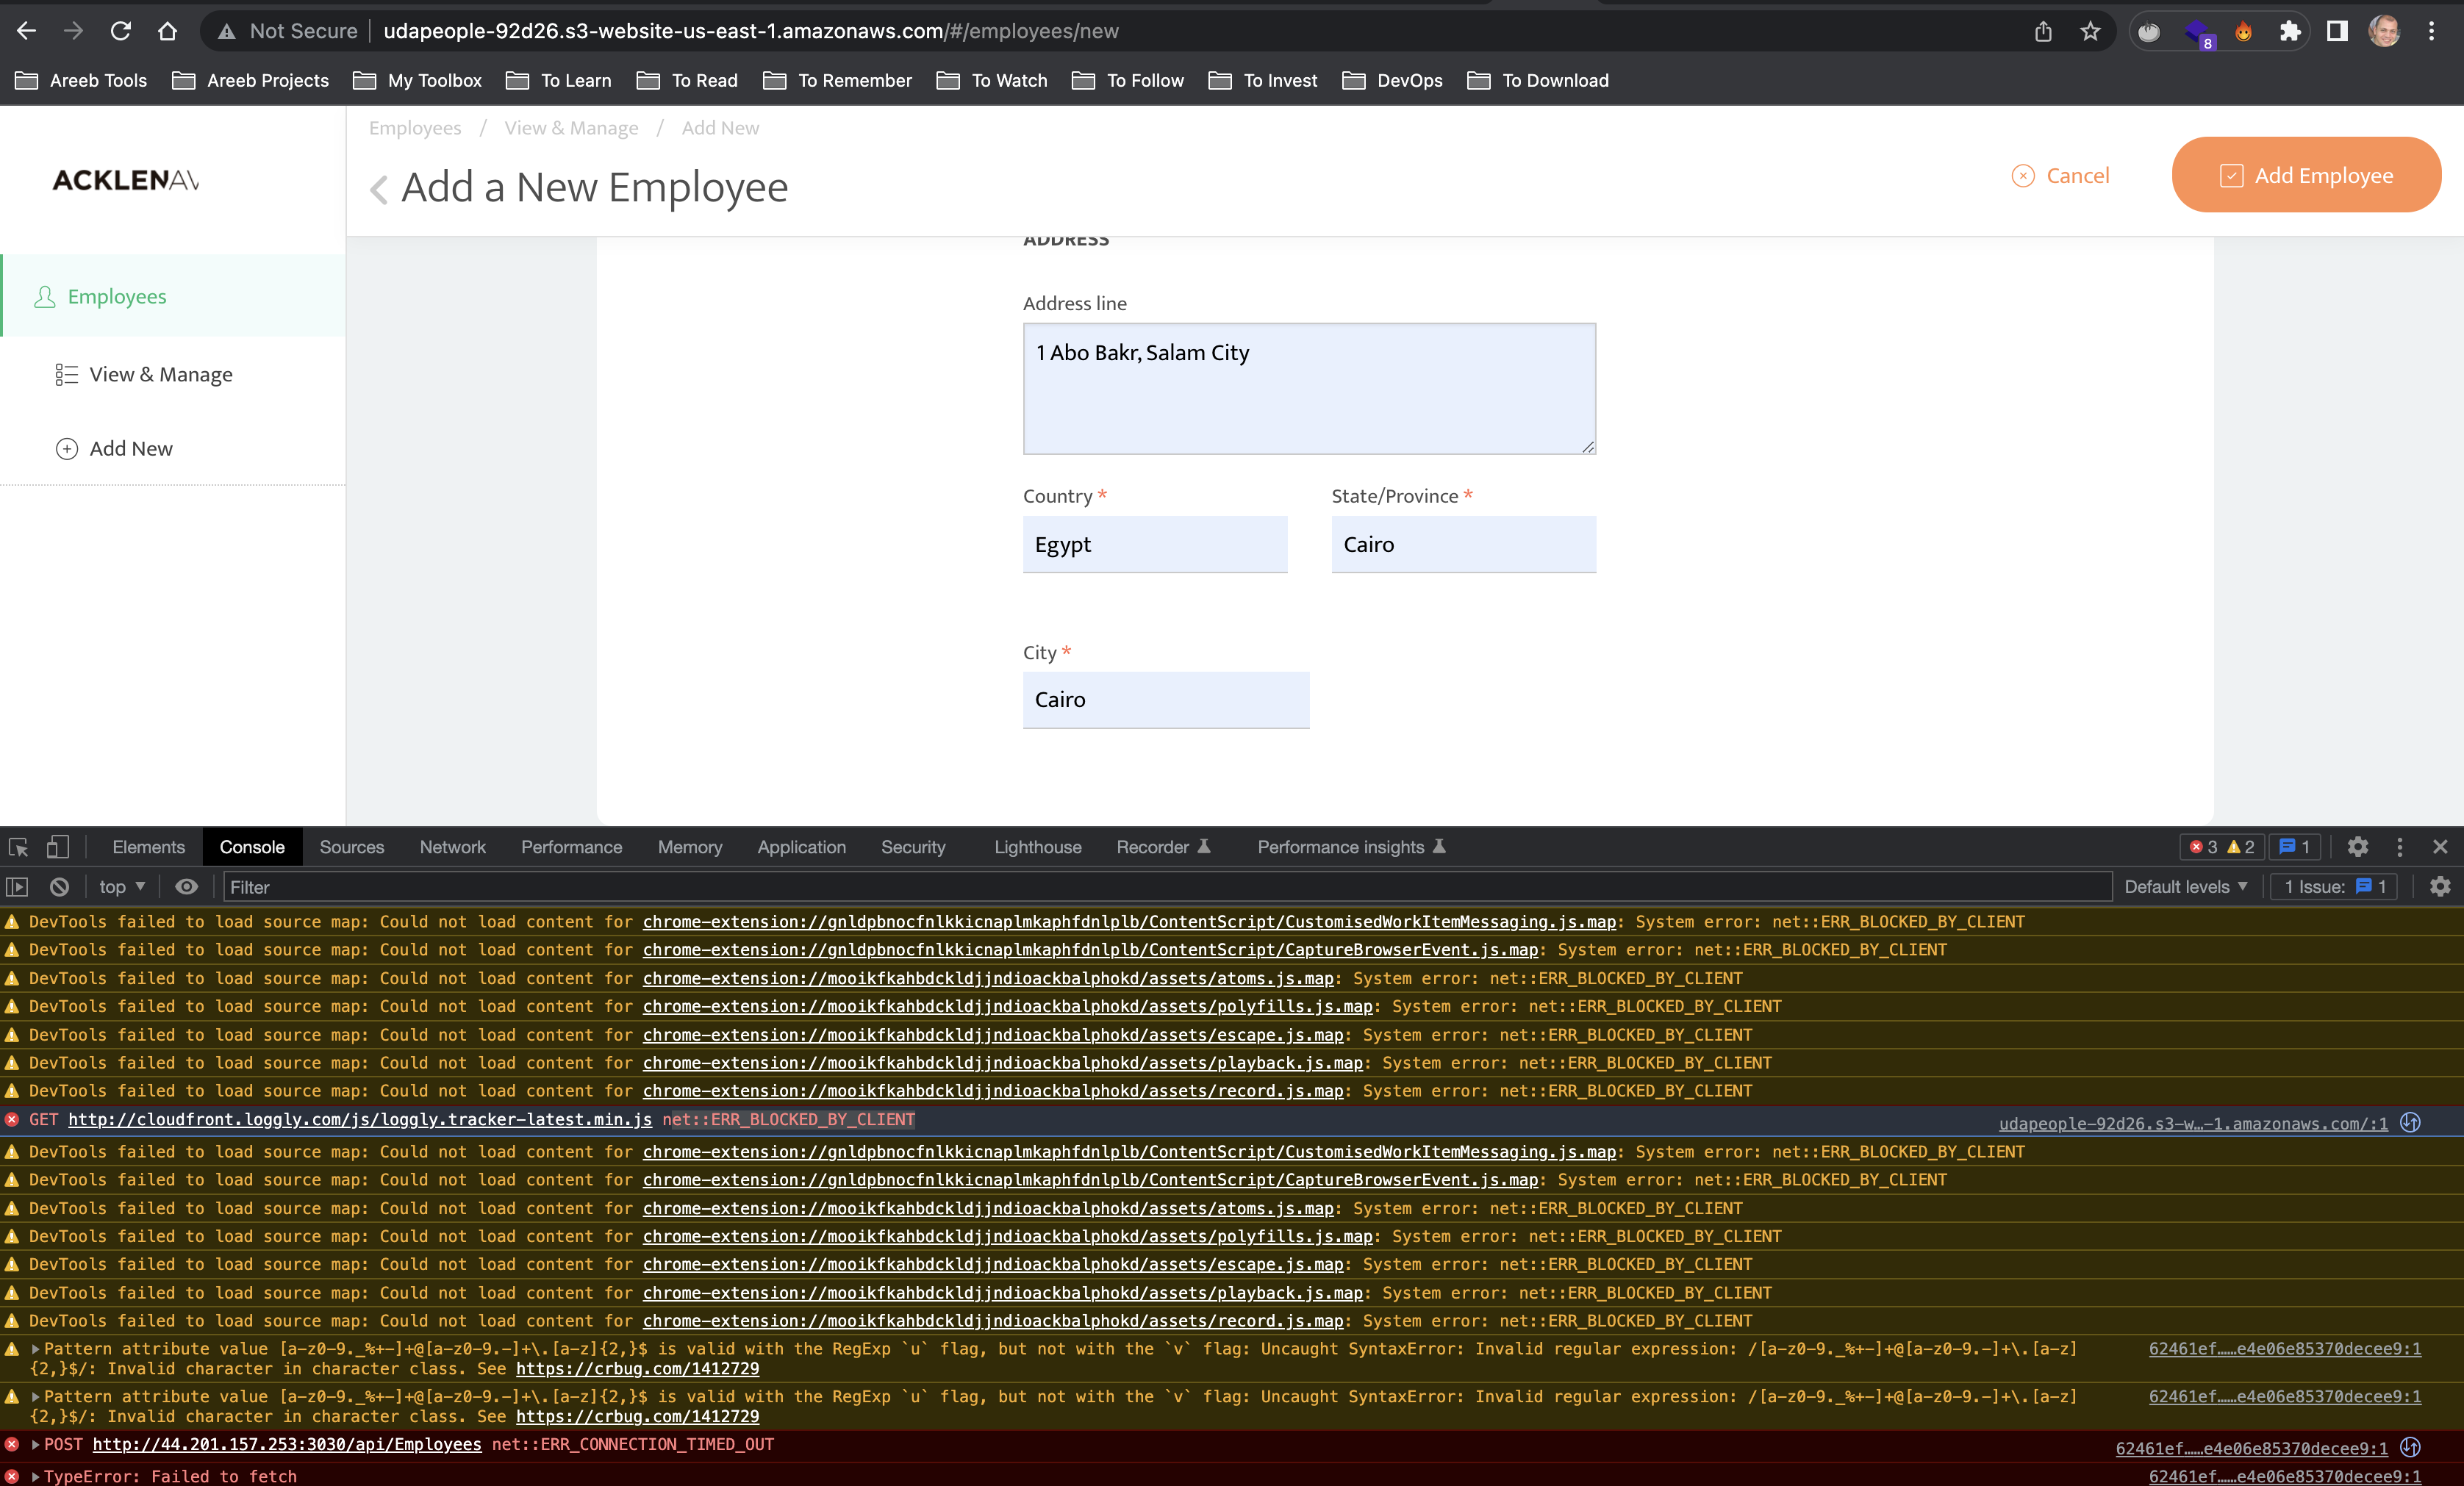 Not Secure udapeople-92d26.s3-website-us-east-1.amazonaws.com/#/employees/new
8
Areeb Tools Areeb Projects My Toolbox To Learn To Read To Remember To Watch To Follow To Invest DevOps To Download
Employees / View & Manage / Add New
ACKLENAV
Add a New Employee
Cancel
Add Employee
Employees
View & Manage
Add New
ADDRESS
Address line
1 Abo Bakr, Salam City
Country * State/Province *
Egypt Cairo
City *
Cairo
Elements Console Sources Network Performance Memory Application Security Lighthouse Recorder Performance insights 3 2 1
top Filter Default levels 1 Issue: 1
DevTools failed to load source map: Could not load content for chrome-extension://gnldpbnocfnlkkicnaplmkaphfdnlplb/ContentScript/CustomisedWorkItemMessaging.js.map: System error: net::ERR_BLOCKED_BY_CLIENT
DevTools failed to load source map: Could not load content for chrome-extension://gnldpbnocfnlkkicnaplmkaphfdnlplb/ContentScript/CaptureBrowserEvent.js.map: System error: net::ERR_BLOCKED_BY_CLIENT
DevTools failed to load source map: Could not load content for chrome-extension://mooikfkahbdckldjjndioackbalphokd/assets/atoms.js.map: System error: net::ERR_BLOCKED_BY_CLIENT
DevTools failed to load source map: Could not load content for chrome-extension://mooikfkahbdckldjjndioackbalphokd/assets/polyfills.js.map: System error: net::ERR_BLOCKED_BY_CLIENT
DevTools failed to load source map: Could not load content for chrome-extension://mooikfkahbdckldjjndioackbalphokd/assets/escape.js.map: System error: net::ERR_BLOCKED_BY_CLIENT
DevTools failed to load source map: Could not load content for chrome-extension://mooikfkahbdckldjjndioackbalphokd/assets/playback.js.map: System error: net::ERR_BLOCKED_BY_CLIENT
DevTools failed to load source map: Could not load content for chrome-extension://mooikfkahbdckldjjndioackbalphokd/assets/record.js.map: System error: net::ERR_BLOCKED_BY_CLIENT
GET http://cloudfront.loggly.com/js/loggly.tracker-latest.min.js net::ERR_BLOCKED_BY_CLIENT udapeople-92d26.s3-w…-1.amazonaws.com/:1
DevTools failed to load source map: Could not load content for chrome-extension://gnldpbnocfnlkkicnaplmkaphfdnlplb/ContentScript/CustomisedWorkItemMessaging.js.map: System error: net::ERR_BLOCKED_BY_CLIENT
DevTools failed to load source map: Could not load content for chrome-extension://gnldpbnocfnlkkicnaplmkaphfdnlplb/ContentScript/CaptureBrowserEvent.js.map: System error: net::ERR_BLOCKED_BY_CLIENT
DevTools failed to load source map: Could not load content for chrome-extension://mooikfkahbdckldjjndioackbalphokd/assets/atoms.js.map: System error: net::ERR_BLOCKED_BY_CLIENT
DevTools failed to load source map: Could not load content for chrome-extension://mooikfkahbdckldjjndioackbalphokd/assets/polyfills.js.map: System error: net::ERR_BLOCKED_BY_CLIENT
DevTools failed to load source map: Could not load content for chrome-extension://mooikfkahbdckldjjndioackbalphokd/assets/escape.js.map: System error: net::ERR_BLOCKED_BY_CLIENT
DevTools failed to load source map: Could not load content for chrome-extension://mooikfkahbdckldjjndioackbalphokd/assets/playback.js.map: System error: net::ERR_BLOCKED_BY_CLIENT
DevTools failed to load source map: Could not load content for chrome-extension://mooikfkahbdckldjjndioackbalphokd/assets/record.js.map: System error: net::ERR_BLOCKED_BY_CLIENT
Pattern attribute value [a-z0-9._%+-]+@[a-z0-9.-]+\.[a-z]{2,}$ is valid with the RegExp `u` flag, but not with the `v` flag: Uncaught SyntaxError: Invalid regular expression: /[a-z0-9._%+-]+@[a-z0-9.-]+\.[a-z] 62461ef……e4e06e85370decee9:1
{2,}$/: Invalid character in character class. See https://crbug.com/1412729
Pattern attribute value [a-z0-9._%+-]+@[a-z0-9.-]+\.[a-z]{2,}$ is valid with the RegExp `u` flag, but not with the `v` flag: Uncaught SyntaxError: Invalid regular expression: /[a-z0-9._%+-]+@[a-z0-9.-]+\.[a-z] 62461ef……e4e06e85370decee9:1
{2,}$/: Invalid character in character class. See https://crbug.com/1412729
POST http://44.201.157.253:3030/api/Employees net::ERR_CONNECTION_TIMED_OUT 62461ef……e4e06e85370decee9:1
TypeError: Failed to fetch 62461ef……e4e06e85370decee9:1